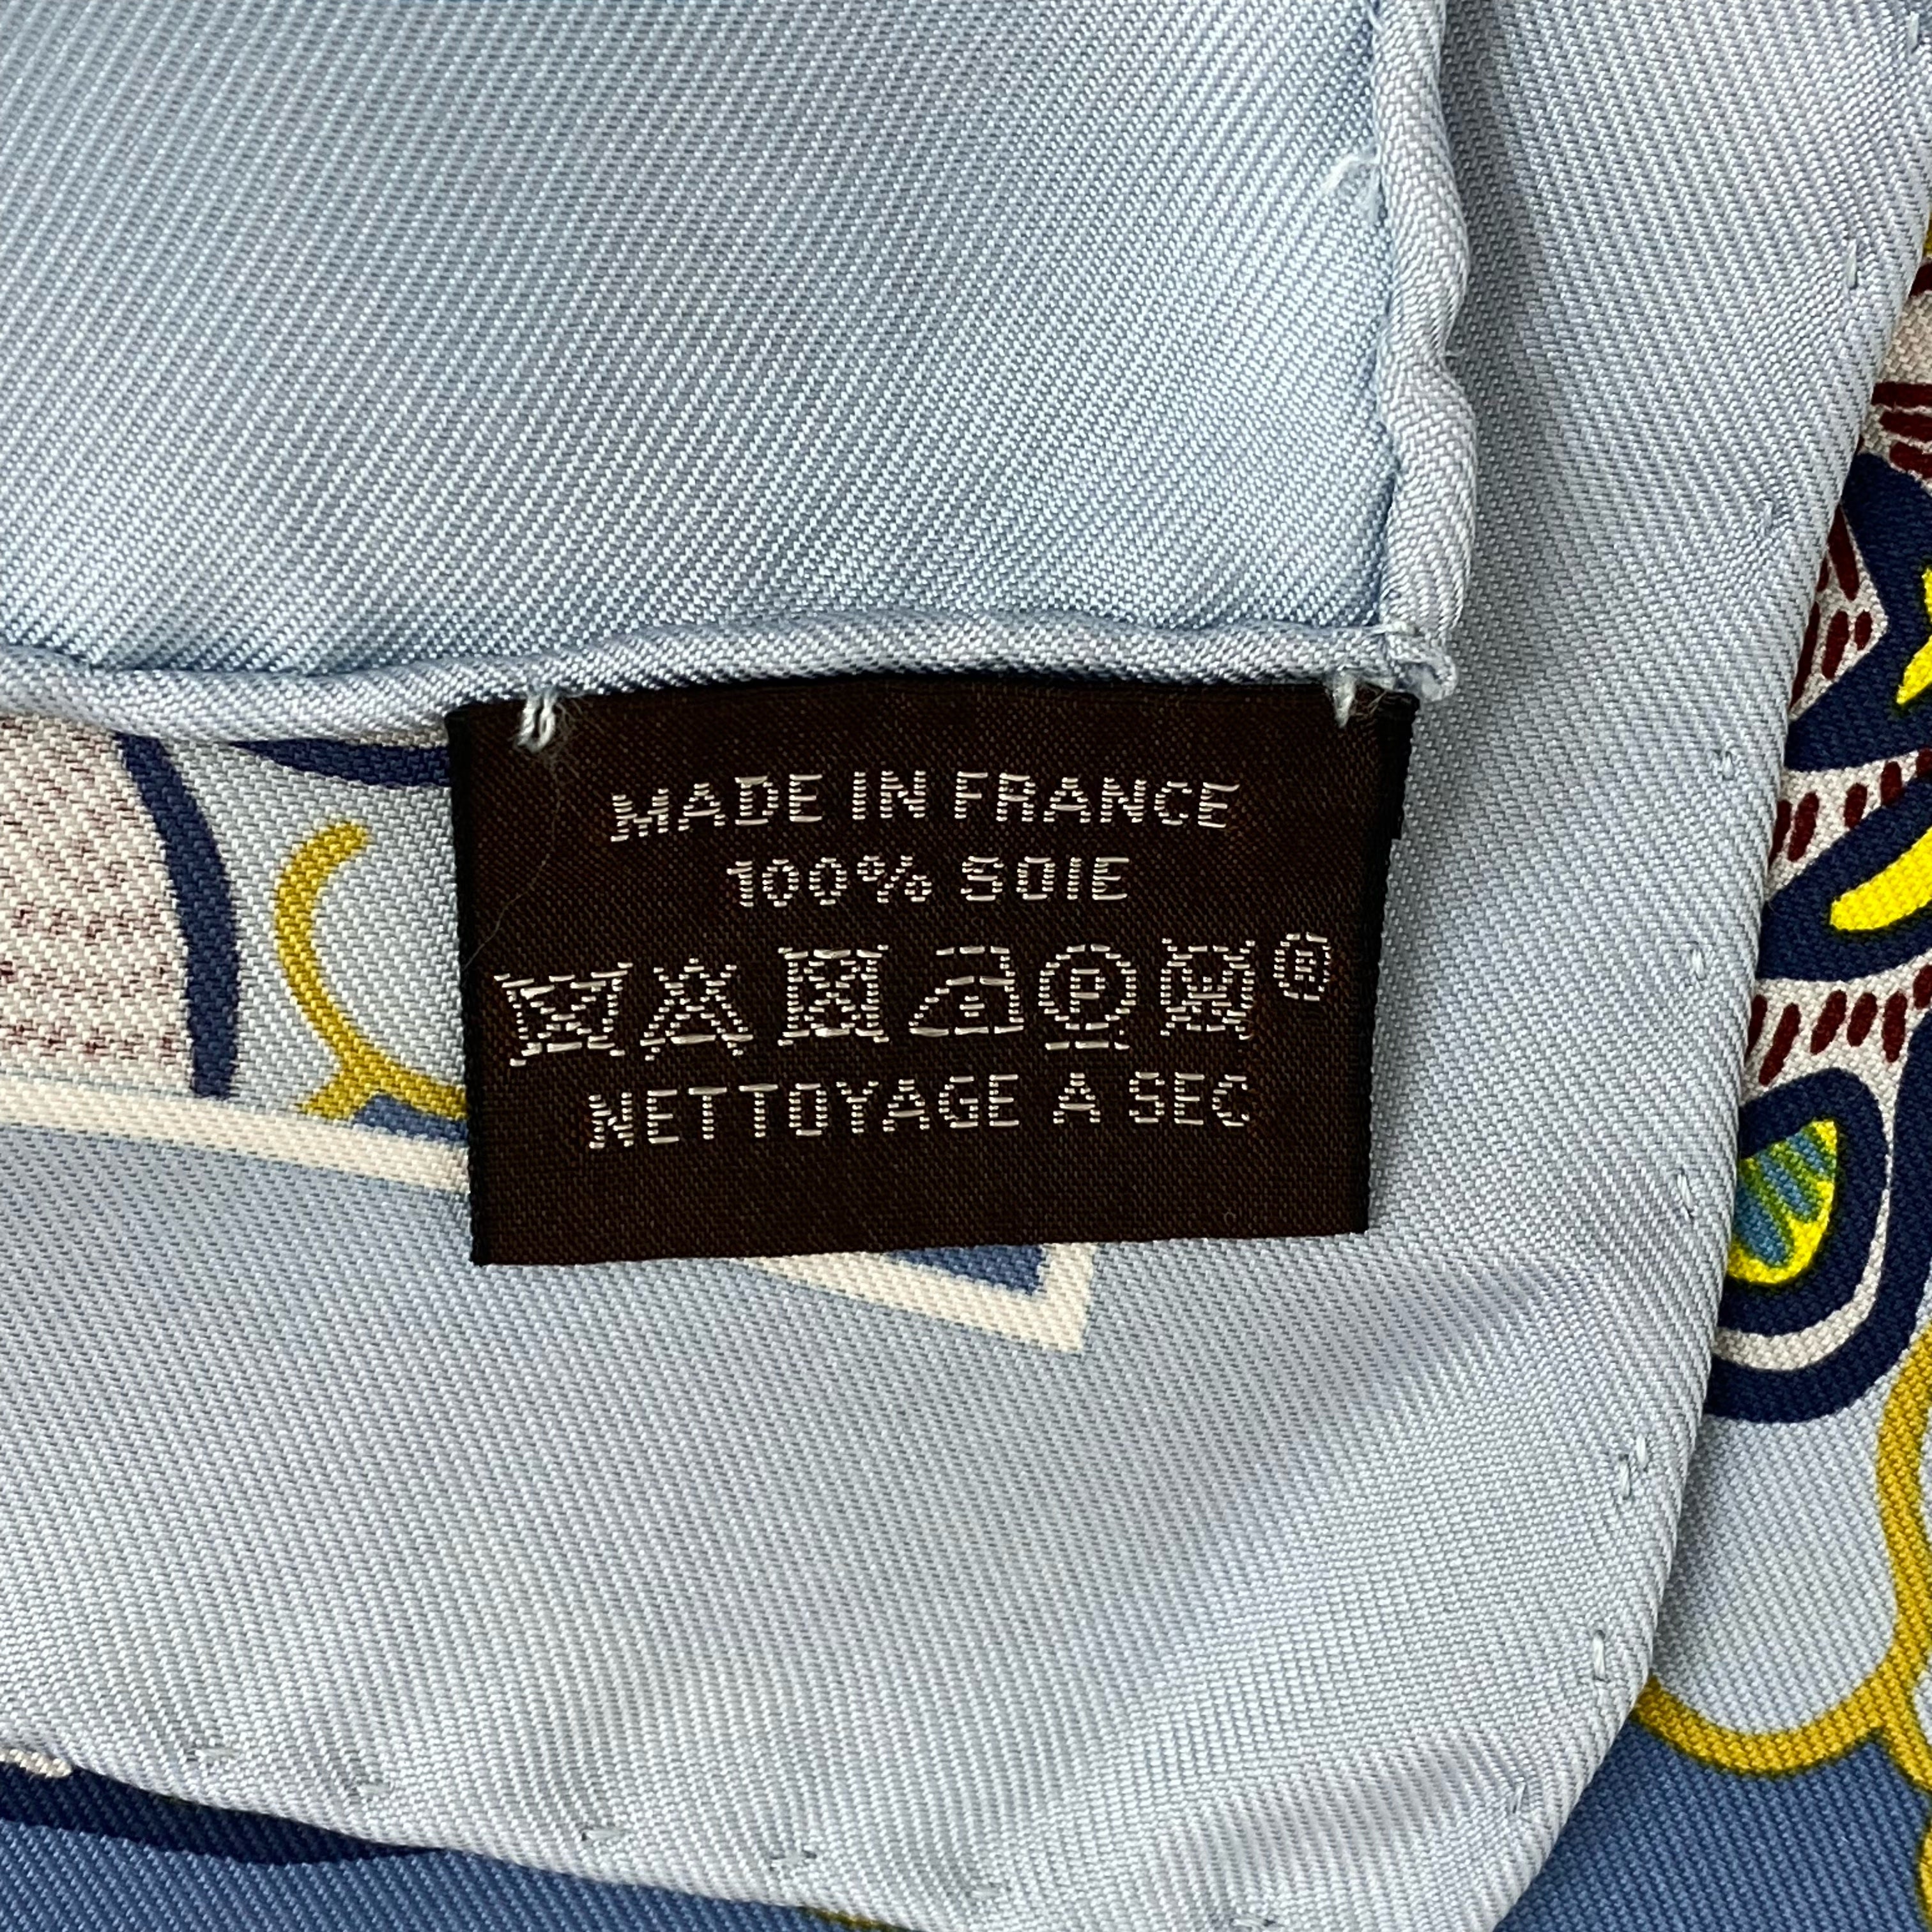 MADE IN FRANCE
100% SOIE
P ®
NETTOYAGE A SEC